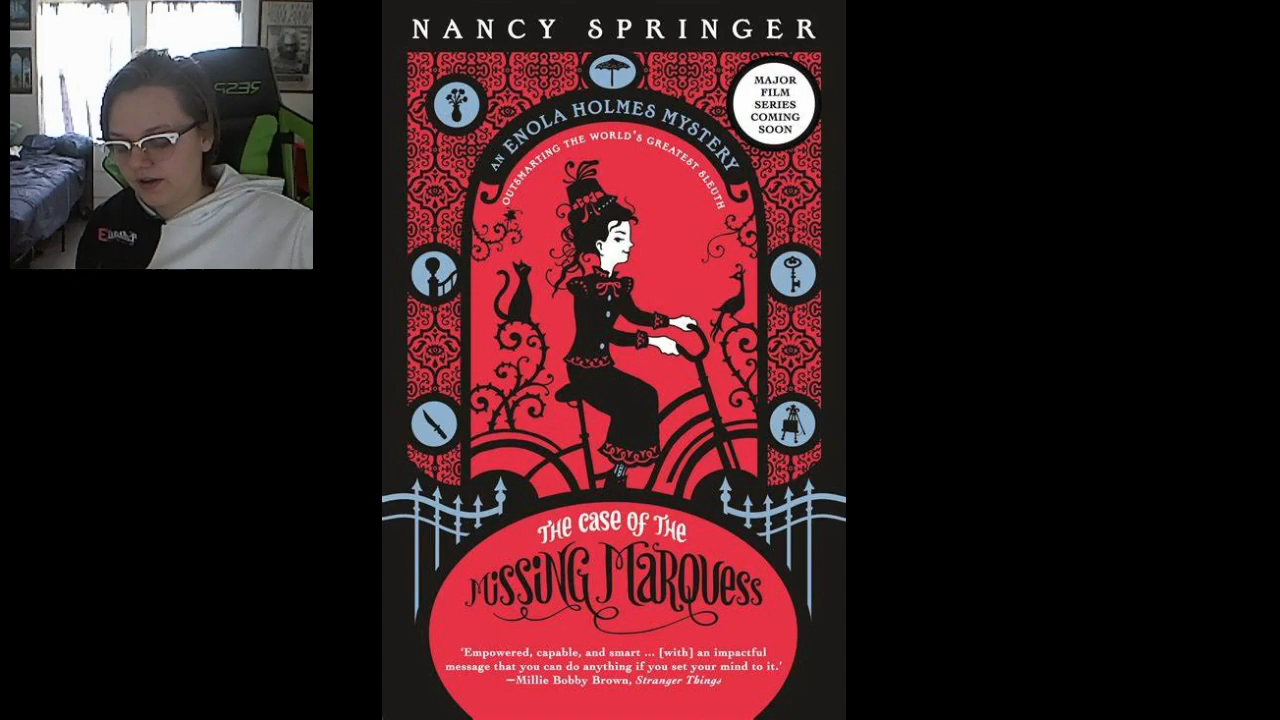 NANCY SPRINGER
MAJOR
FILM
SERIES
COMING
SOON
AN ENOLA HOLMES MYSTERY
OUTSMARTING THE WORLD'S GREATEST SLEUTH
THE CASE OF THE
MISSING MARQUESS
'Empowered, capable, and smart ... [with] an impactful
message that you can do anything if you set your mind to it.'
—Millie Bobby Brown, Stranger Things